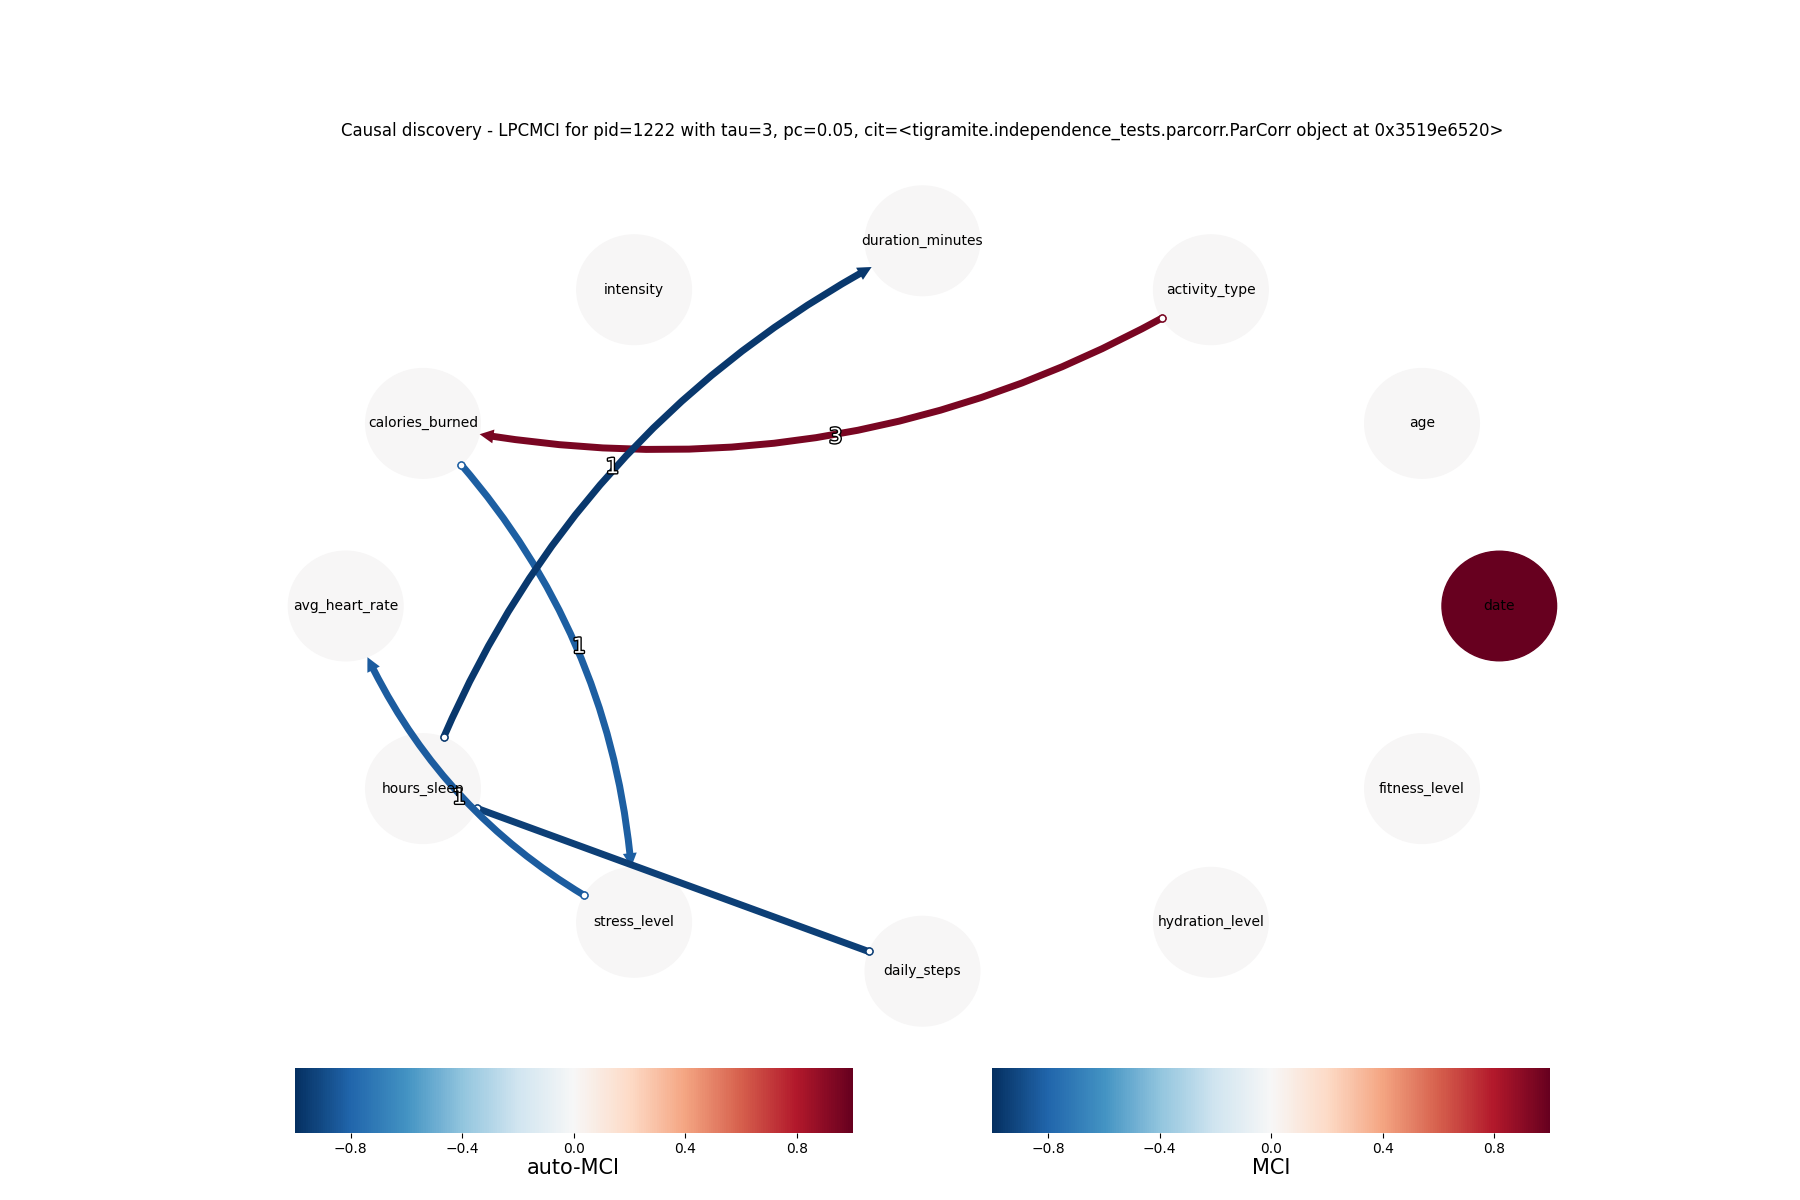 Causal discovery - LPCMCI for pid=1222 with tau=3, pc=0.05, cit=<tigramite.independence_tests.parcorr.ParCorr object at 0x3519e6520>
duration_minutes
intensity
activity_type
calories_burned
age
3
1
avg_heart_rate
date
1
hours_sleep
1
fitness_level
stress_level
hydration_level
daily_steps
−0.8 −0.4 0.0 0.4 0.8
auto-MCI
−0.8 −0.4 0.0 0.4 0.8
MCI